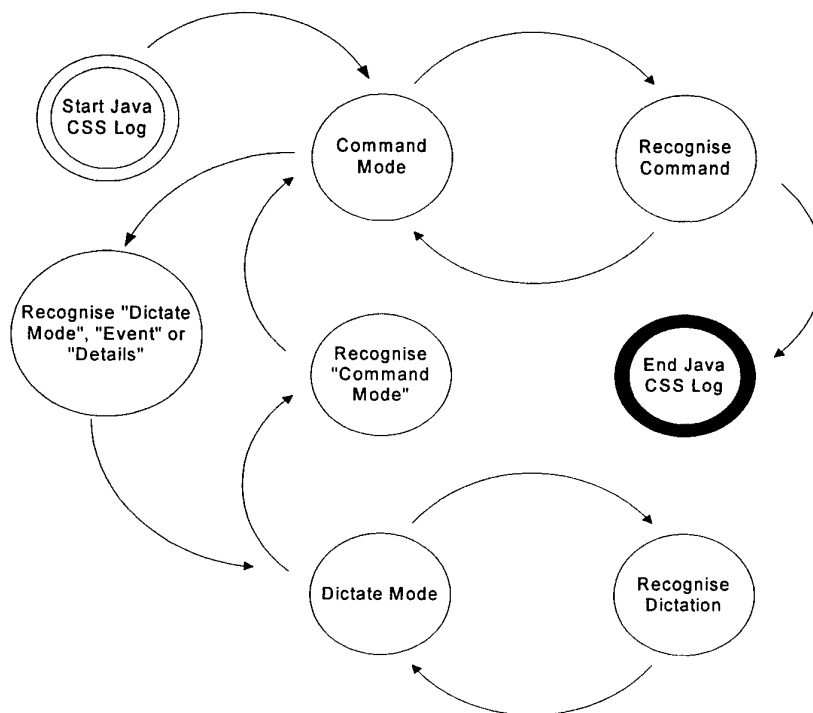 Start Java
CSS Log
Command
Mode
Recognise
Command
Recognise "Dictate
Mode", "Event" or
"Details"
Recognise
"Command
Mode"
End Java
CSS Log
Dictate Mode
Recognise
Dictation